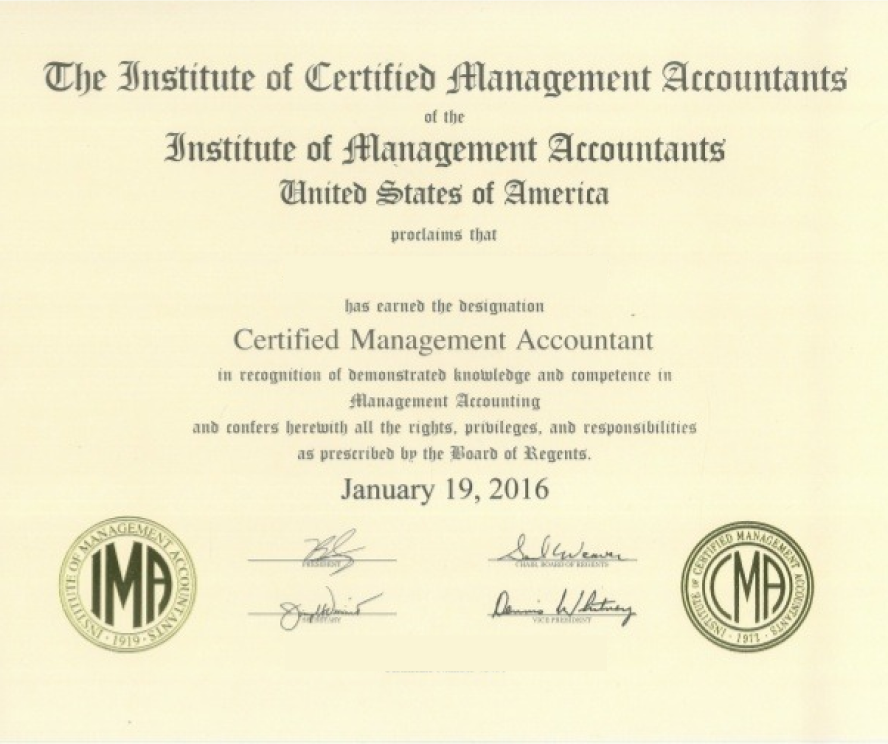 The Institute of Certified Management Accountants
of the
Institute of Management Accountants
United States of America
proclaims that
has earned the designation
Certified Management Accountant
in recognition of demonstrated knowledge and competence in
Management Accounting
and confers herewith all the rights, privileges, and responsibilities
as prescribed by the Board of Regents.
January 19, 2016
INSTITUTE OF MANAGEMENT ACCOUNTANTS
IMA
· 1919 ·
PRESIDENT
CHAIR, BOARD OF REGENTS
SECRETARY
Dennis Whitney
VICE PRESIDENT
INSTITUTE OF CERTIFIED MANAGEMENT ACCOUNTANTS
CMA
· 1972 ·